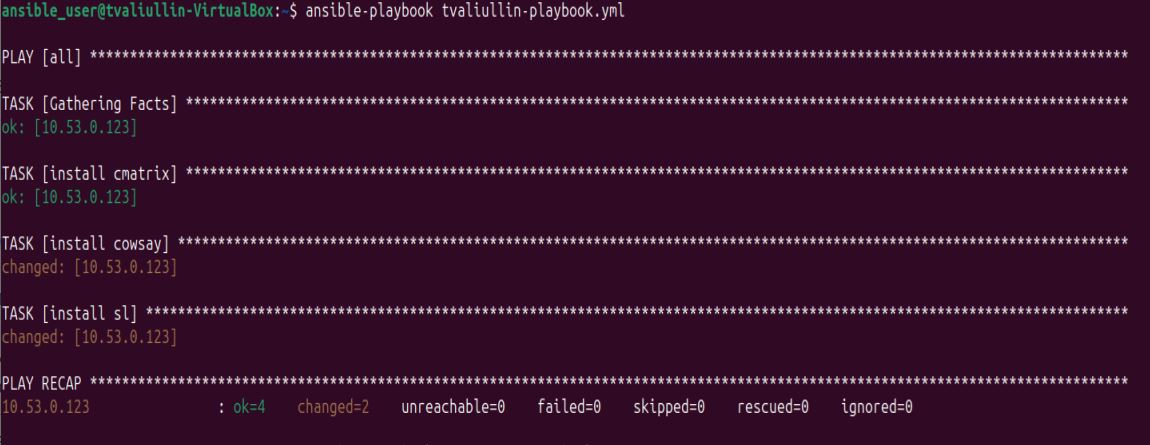 ansible_user@tvaliullin-VirtualBox:~$ ansible-playbook tvaliullin-playbook.yml
PLAY [all] **********************************************************************************************************************************
TASK [Gathering Facts] **********************************************************************************************************************
ok: [10.53.0.123]
TASK [install cmatrix] **********************************************************************************************************************
ok: [10.53.0.123]
TASK [install cowsay] ***********************************************************************************************************************
changed: [10.53.0.123]
TASK [install sl] ***************************************************************************************************************************
changed: [10.53.0.123]
PLAY RECAP **********************************************************************************************************************************
10.53.0.123                : ok=4    changed=2    unreachable=0    failed=0    skipped=0    rescued=0    ignored=0